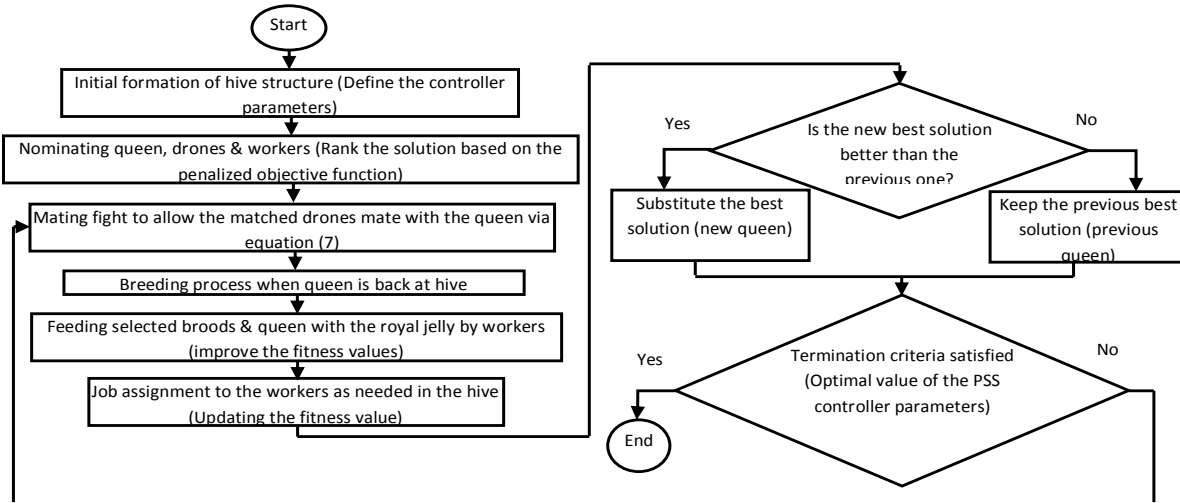 Start
Initial formation of hive structure (Define the controller
parameters)
Nominating queen, drones & workers (Rank the solution based on the
penalized objective function)
Mating fight to allow the matched drones mate with the queen via
equation (7)
Breeding process when queen is back at hive
Feeding selected broods & queen with the royal jelly by workers
(improve the fitness values)
Job assignment to the workers as needed in the hive
(Updating the fitness value)
Is the new best solution
better than the
previous one?
Yes
No
Substitute the best
solution (new queen)
Keep the previous best
solution (previous
queen)
Termination criteria satisfied
(Optimal value of the PSS
controller parameters)
Yes
No
End